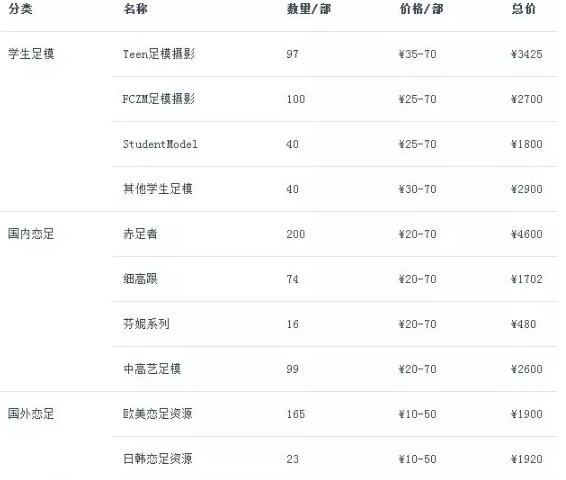 分类 名称 数量/部 价格/部 总价
学生足模 Teen足模摄影 97 ¥35-70 ¥3425
FCZM足模摄影 100 ¥25-70 ¥2700
StudentModel 40 ¥25-70 ¥1800
其他学生足模 40 ¥30-70 ¥2900
国内恋足 赤足者 200 ¥20-70 ¥4600
细高跟 74 ¥20-70 ¥1702
芬妮系列 16 ¥20-70 ¥480
中高艺足模 99 ¥20-70 ¥2600
国外恋足 欧美恋足资源 165 ¥10-50 ¥1900
日韩恋足资源 23 ¥10-50 ¥1920